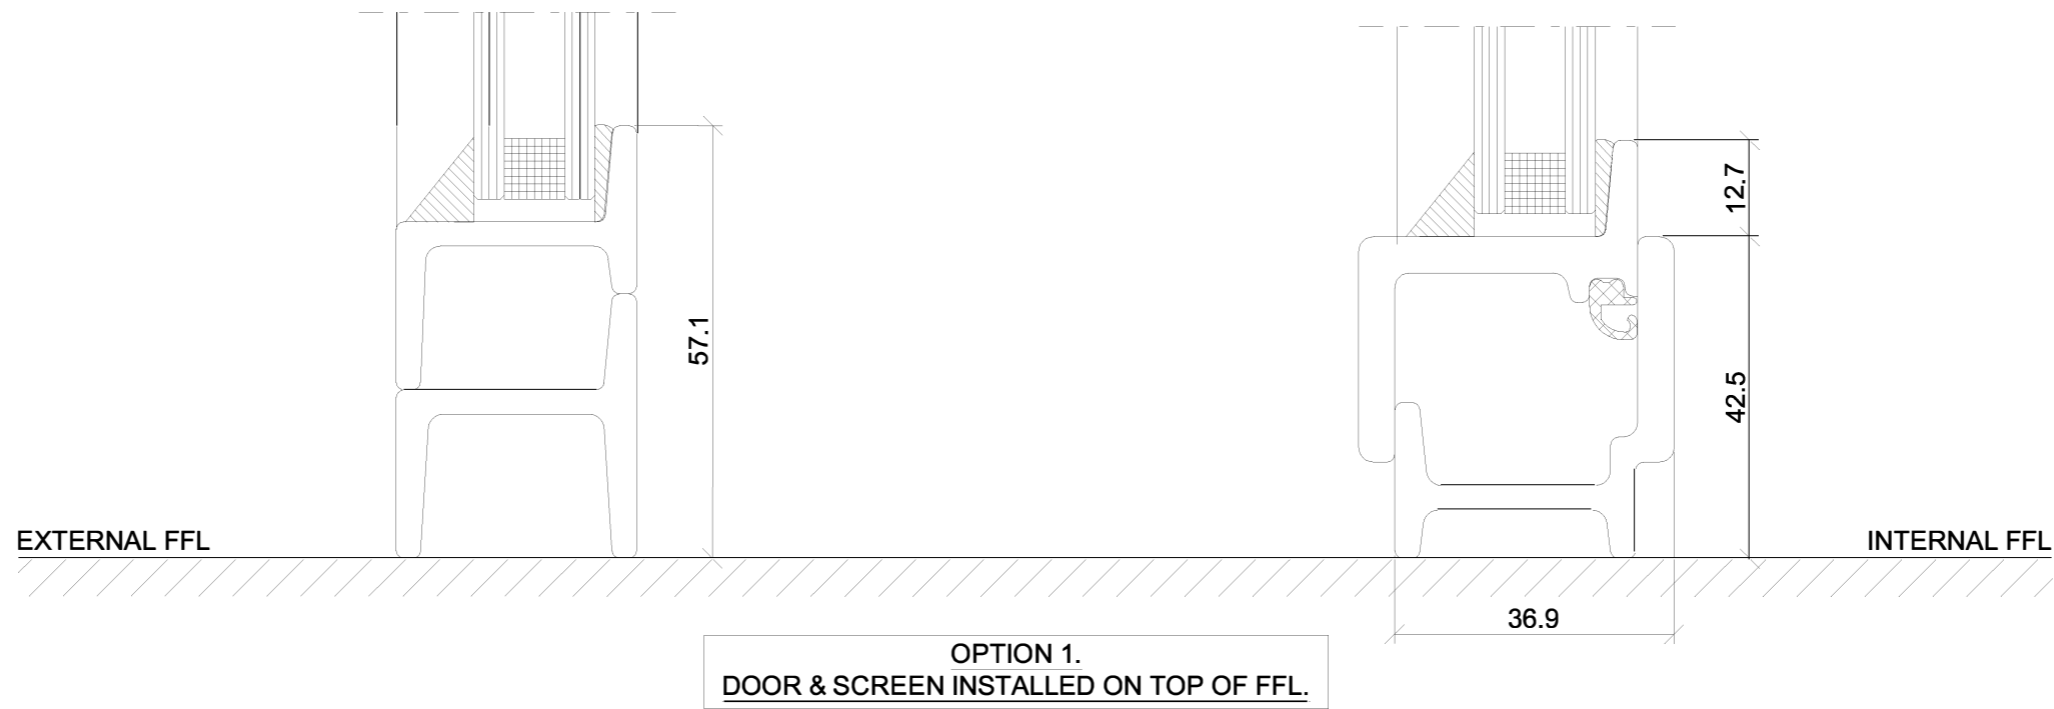 57.1
12.7
42.5
EXTERNAL FFL
INTERNAL FFL
36.9
OPTION 1.
DOOR & SCREEN INSTALLED ON TOP OF FFL.